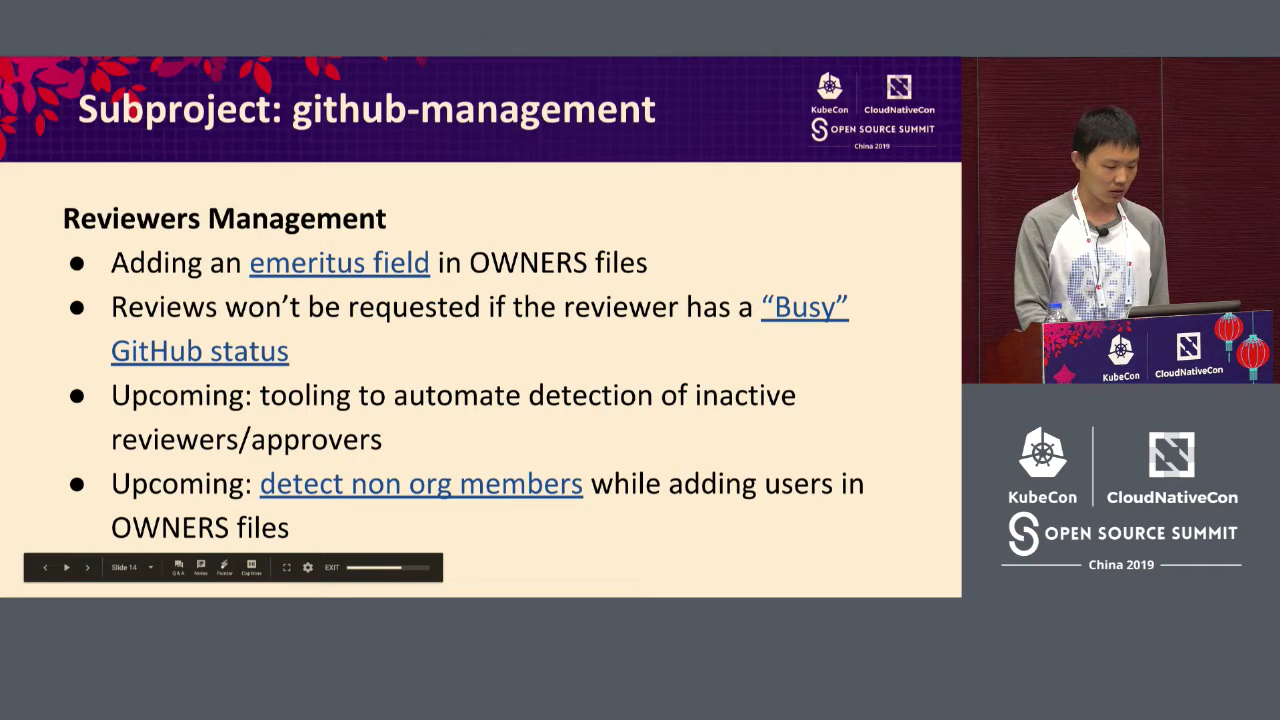 Subproject: github-management
KubeCon
CloudNativeCon
OPEN SOURCE SUMMIT
China 2019
Reviewers Management
● Adding an emeritus field in OWNERS files
● Reviews won’t be requested if the reviewer has a “Busy”
GitHub status
● Upcoming: tooling to automate detection of inactive
reviewers/approvers
● Upcoming: detect non org members while adding users in
OWNERS files
Slide 14
Q & A
Notes
Pointer
Captions
EXIT
KubeCon
CloudNativeCon
KubeCon
CloudNativeCon
OPEN SOURCE SUMMIT
China 2019